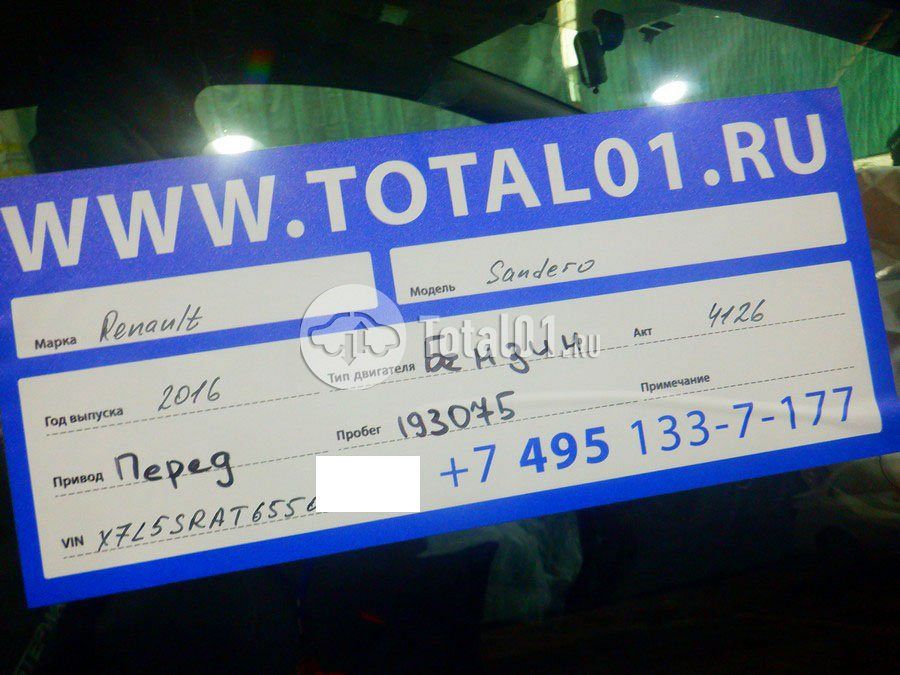 WWW.TOTAL01.RU
Марка Renault Модель Sandero
Total01.RU
Год выпуска 2016 Тип двигателя Бензин Акт 4126
Привод Перед Пробег 193075 Примечание
+7 495 133-7-177
VIN X7L5SRAT6556